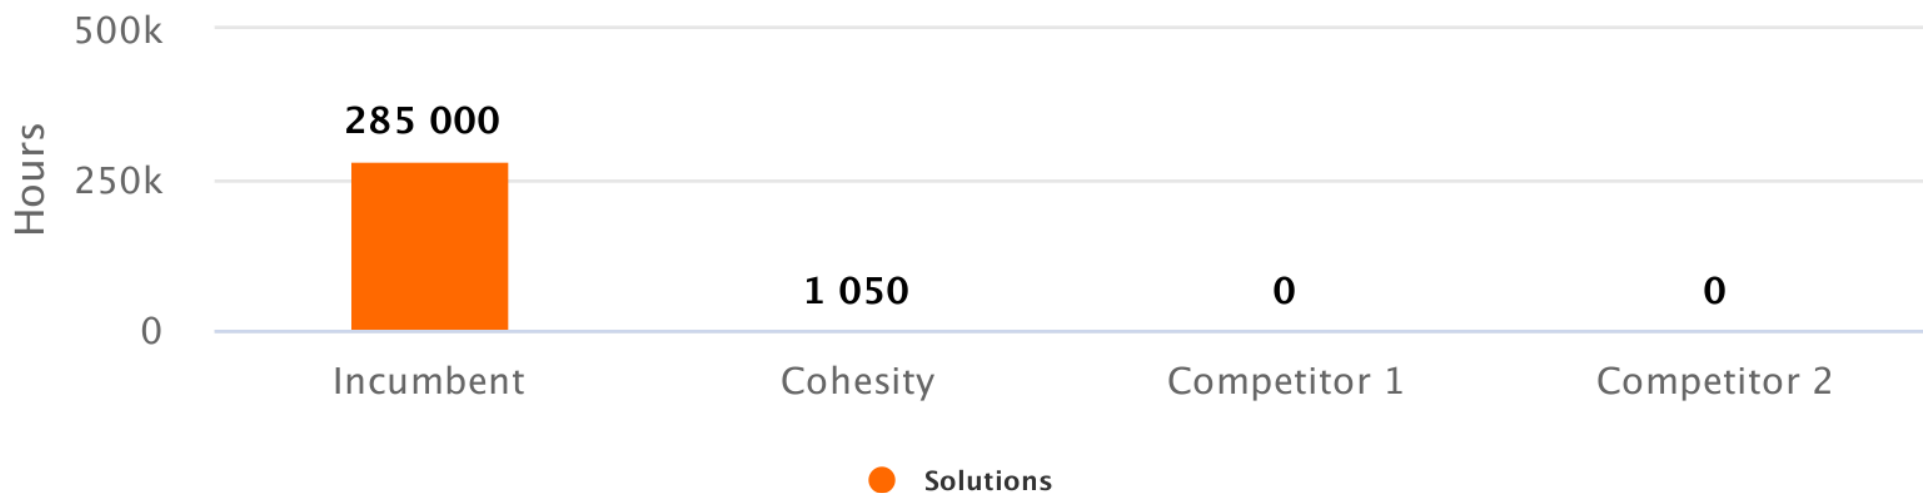 500k
285 000
Hours
250k
1 050
0
0
0
Incumbent
Cohesity
Competitor 1
Competitor 2
Solutions